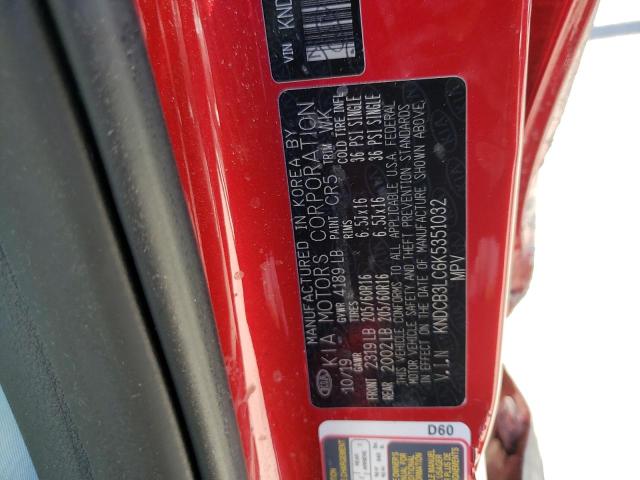 VIN KND
MANUFACTURED IN KOREA BY
KIA MOTORS CORPORATION
10/19 GVWR 4189 LB PAINT CR5 TRIM WK
GAWR TIRES RIMS COLD TIRE INFL
FRONT 2319 LB 205/60R16 6.5Jx16 36 PSI SINGLE
REAR 2002 LB 205/60R16 6.5Jx16 36 PSI SINGLE
THIS VEHICLE CONFORMS TO ALL APPLICABLE U.S.A. FEDERAL
MOTOR VEHICLE SAFETY AND THEFT PREVENTION STANDARDS
IN EFFECT ON THE DATE OF MANUFACTURE SHOWN ABOVE.
V.I.N KNDCB3LC6K5351032
MPV
D60